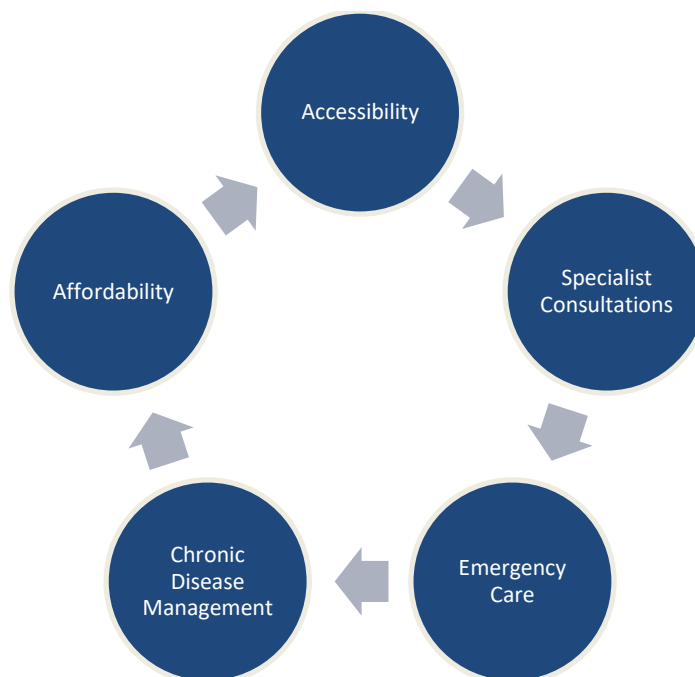 Accessibility
Specialist
Consultations
Emergency
Care
Chronic
Disease
Management
Affordability